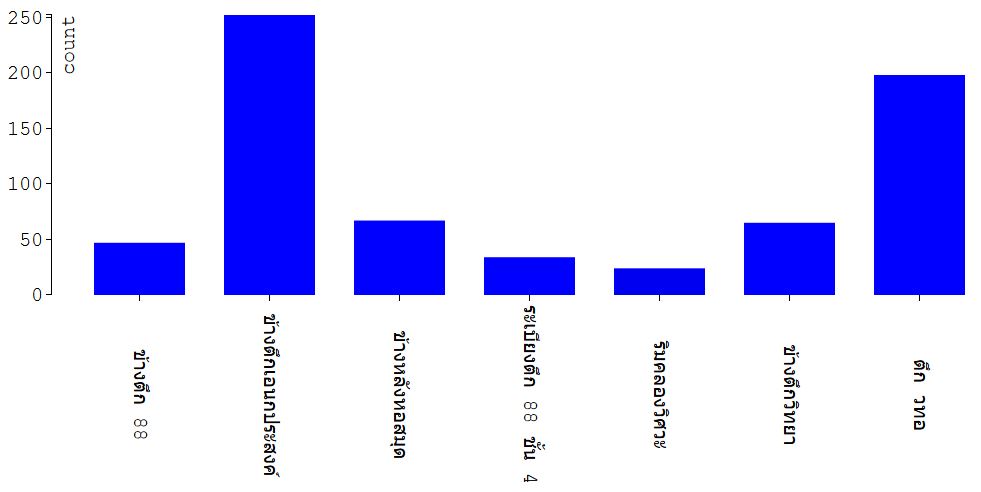 250
count
200
150
100
50
0
ข้างตึก 88
ข้างตึกเอนกประสงค์
ข้างหลังหอสมุด
ระเบียงตึก 88 ชั้น 4
ริมคลองวิศวะ
ข้างตึกวิทยา
ตึก วทอ